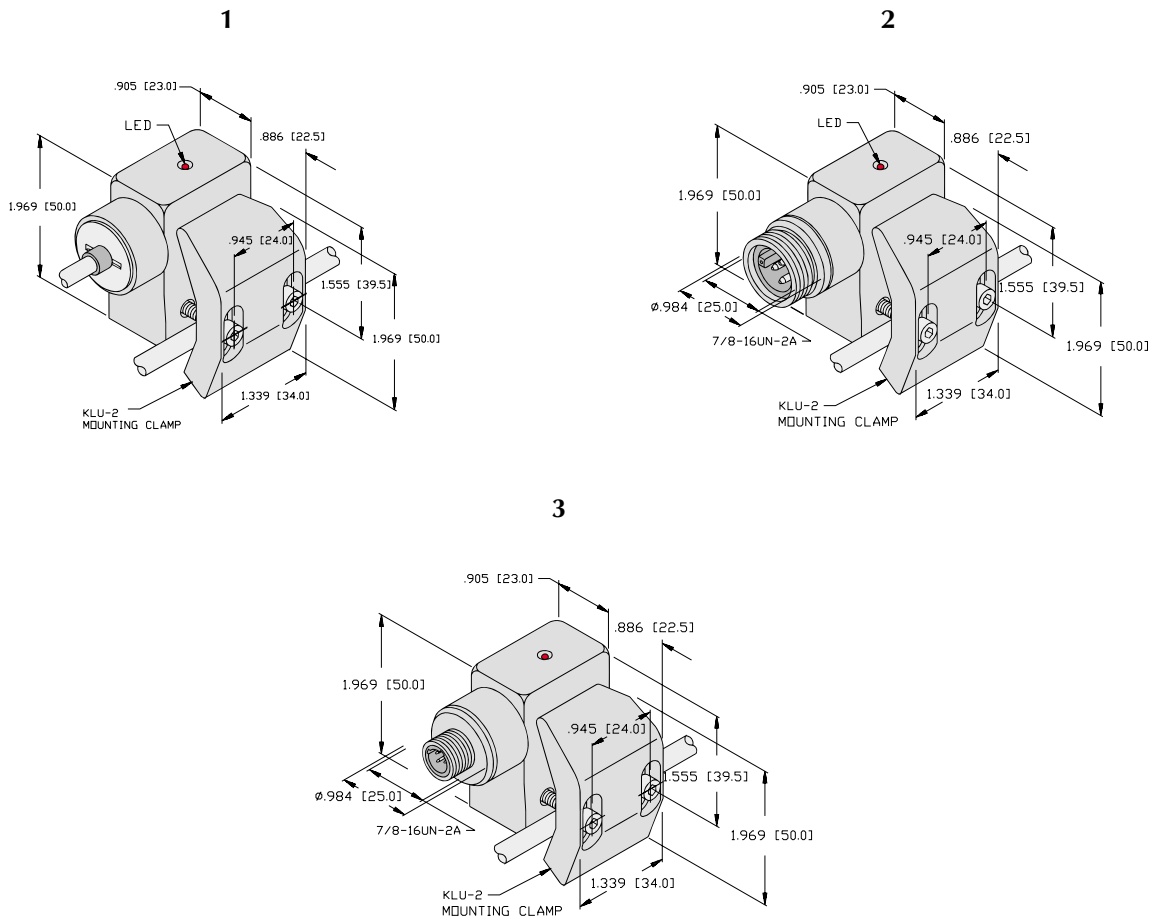 1
.905 [23.0]
LED
.886 [22.5]
1.969 [50.0]
.945 [24.0]
1.555 [39.5]
1.969 [50.0]
1.339 [34.0]
KLU-2
MOUNTING CLAMP
2
.905 [23.0]
LED
.886 [22.5]
1.969 [50.0]
.945 [24.0]
1.555 [39.5]
ø.984 [25.0]
7/8-16UN-2A
1.969 [50.0]
1.339 [34.0]
KLU-2
MOUNTING CLAMP
3
.905 [23.0]
.886 [22.5]
1.969 [50.0]
.945 [24.0]
1.555 [39.5]
ø.984 [25.0]
7/8-16UN-2A
1.969 [50.0]
1.339 [34.0]
KLU-2
MOUNTING CLAMP